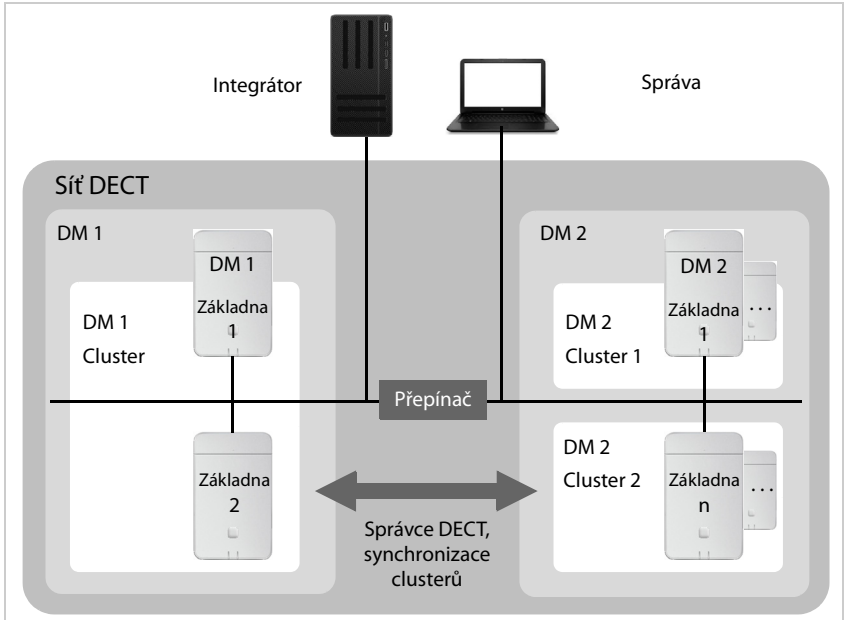 Integrátor
Správa
Síť DECT
DM 1
DM 1
Základna
1
DM 1
Cluster
DM 2
DM 2
Základna
1
...
DM 2
Cluster 1
Přepínač
Základna
2
DM 2
Cluster 2
Základna
n
...
Správce DECT,
synchronizace
clusterů